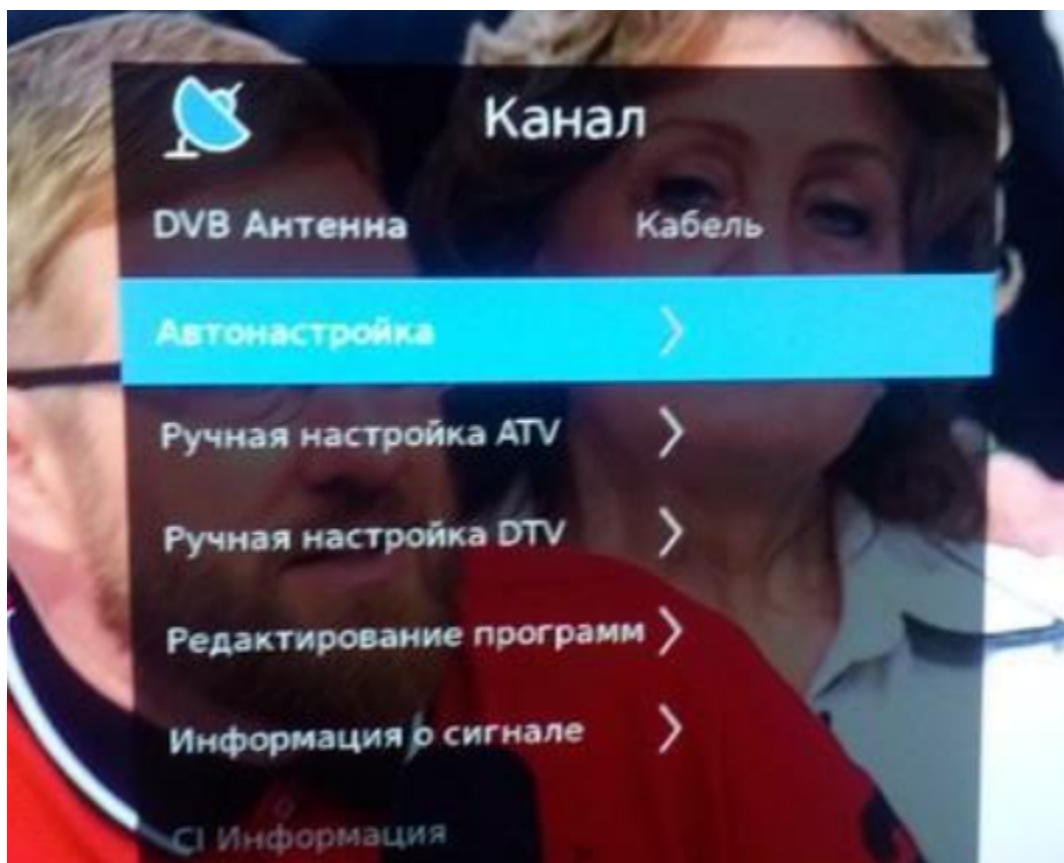 Канал
DVB Антенна Кабель
Автонастройка
Ручная настройка ATV
Ручная настройка DTV
Редактирование программ
Информация о сигнале
CI Информация